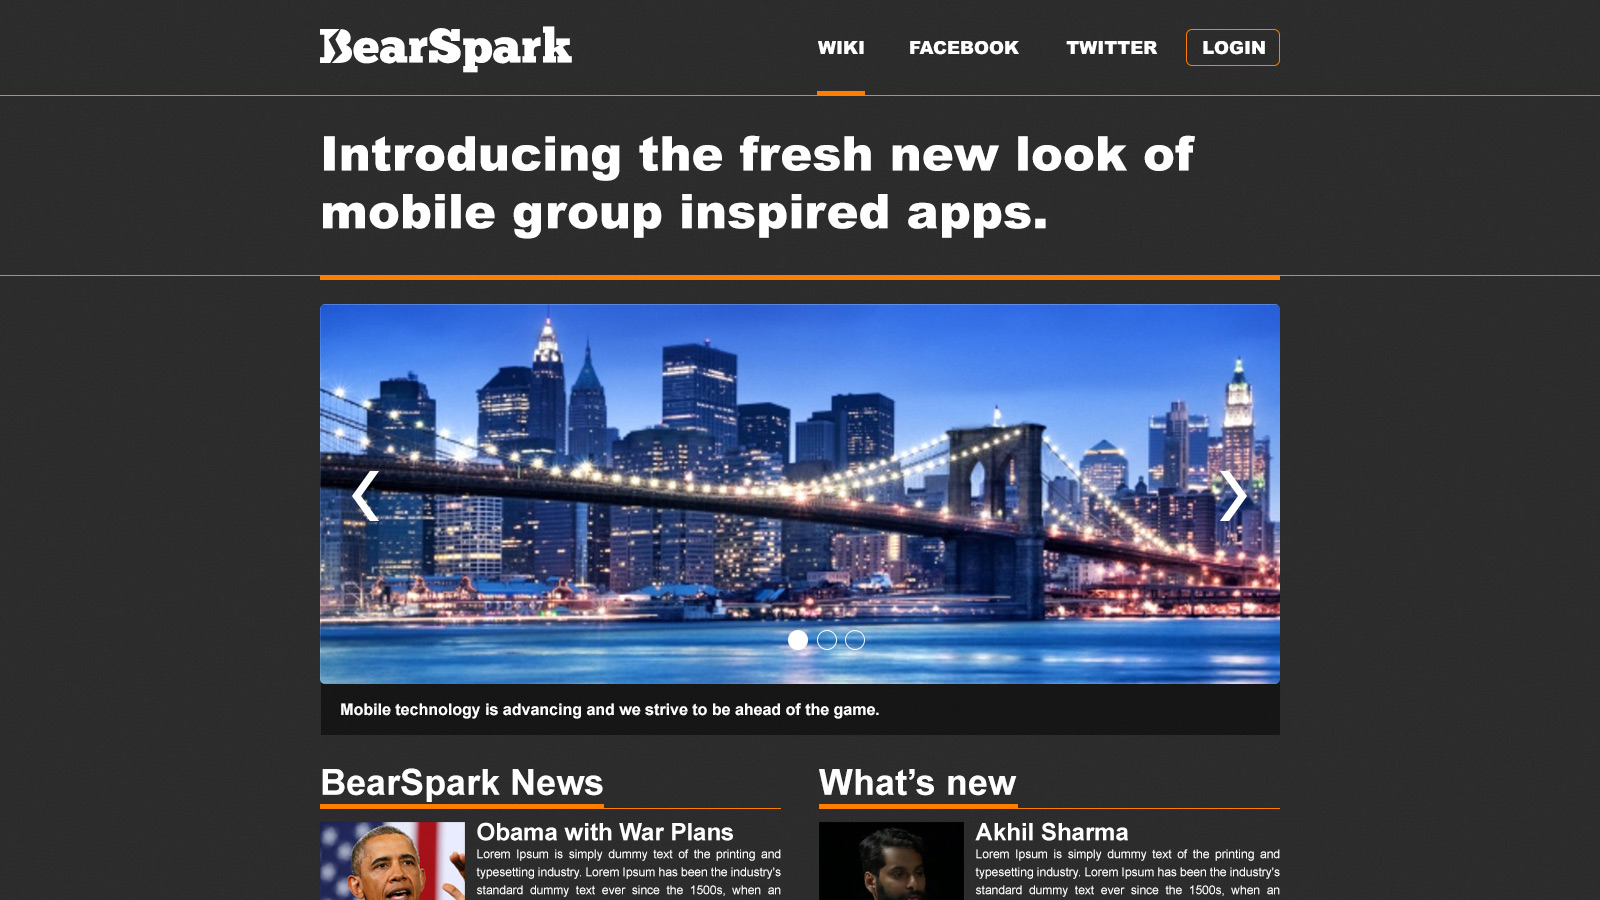 BearSpark
WIKI
FACEBOOK
TWITTER
LOGIN
Introducing the fresh new look of
mobile group inspired apps.
Mobile technology is advancing and we strive to be ahead of the game.
BearSpark News
Obama with War Plans
Lorem Ipsum is simply dummy text of the printing and
typesetting industry. Lorem Ipsum has been the industry's
standard dummy text ever since the 1500s, when an
What's new
Akhil Sharma
Lorem Ipsum is simply dummy text of the printing and
typesetting industry. Lorem Ipsum has been the industry's
standard dummy text ever since the 1500s, when an